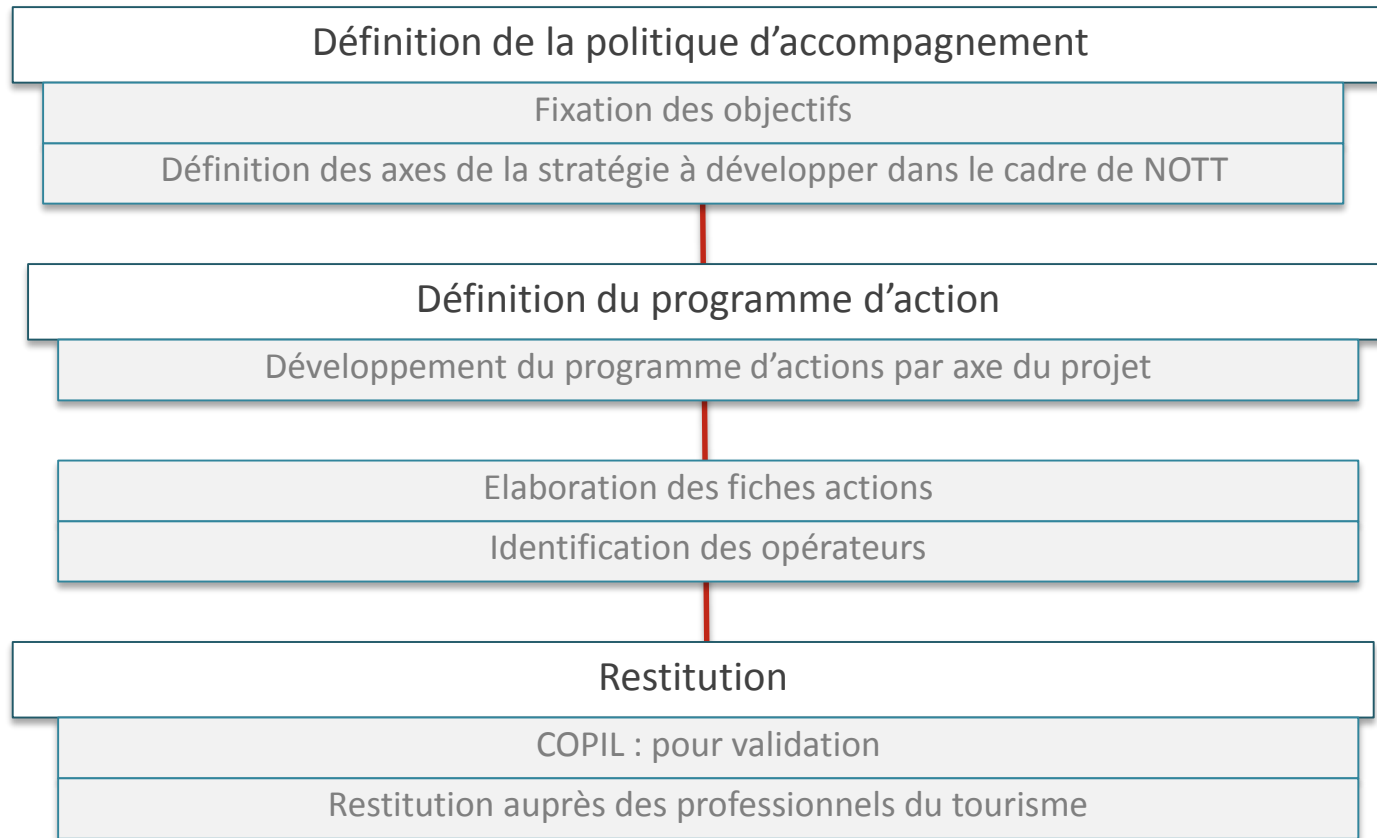 Définition de la politique d’accompagnement
Fixation des objectifs
Définition des axes de la stratégie à développer dans le cadre de NOTT
Définition du programme d’action
Développement du programme d’actions par axe du projet
Elaboration des fiches actions
Identification des opérateurs
Restitution
COPIL : pour validation
Restitution auprès des professionnels du tourisme